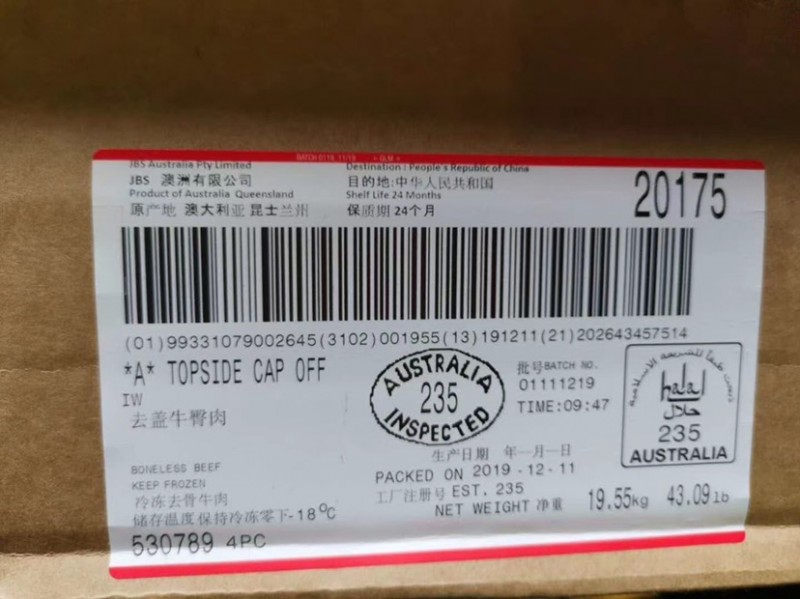 JBS Australia Pty Limited
JBS 澳洲有限公司
Product of Australia Queensland
原产地 澳大利亚 昆士兰州
Destination : People's Republic of China
目的地:中华人民共和国
Shelf Life 24 Months
保质期 24个月
20175
(01)99331079002645(3102)001955(13)191211(21)202643457514
*A* TOPSIDE CAP OFF
IW
去盖牛臀肉
AUSTRALIA
235
INSPECTED
批号BATCH NO.
01111219
TIME:09:47
halal
حلال
235
AUSTRALIA
BONELESS BEEF
KEEP FROZEN
冷冻去骨牛肉
储存温度保持冷冻零下-18℃
530789 4PC
生产日期 年-月-日
PACKED ON 2019-12-11
工厂注册号 EST. 235
NET WEIGHT 净重 19.55kg 43.09lb